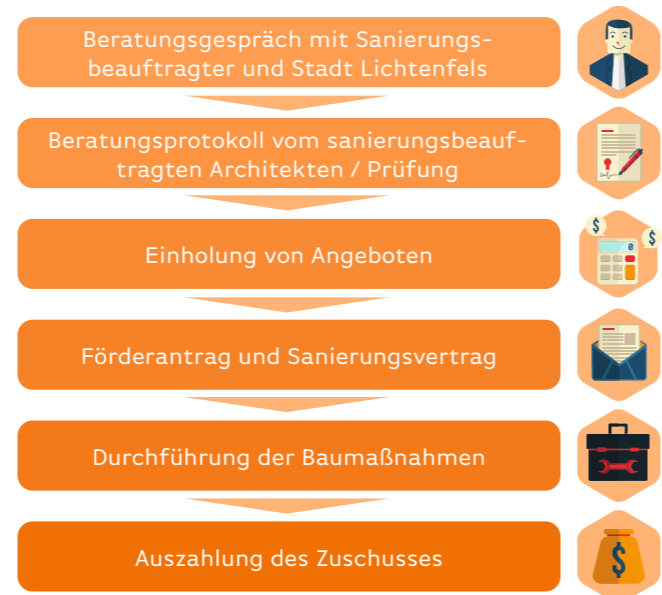 Beratungsgespräch mit Sanierungs-
beauftragter und Stadt Lichtenfels
Beratungsprotokoll vom sanierungsbeauf-
tragten Architekten / Prüfung
$
$
0
Einholung von Angeboten
Förderantrag und Sanierungsvertrag
Durchführung der Baumaßnahmen
Auszahlung des Zuschusses
$